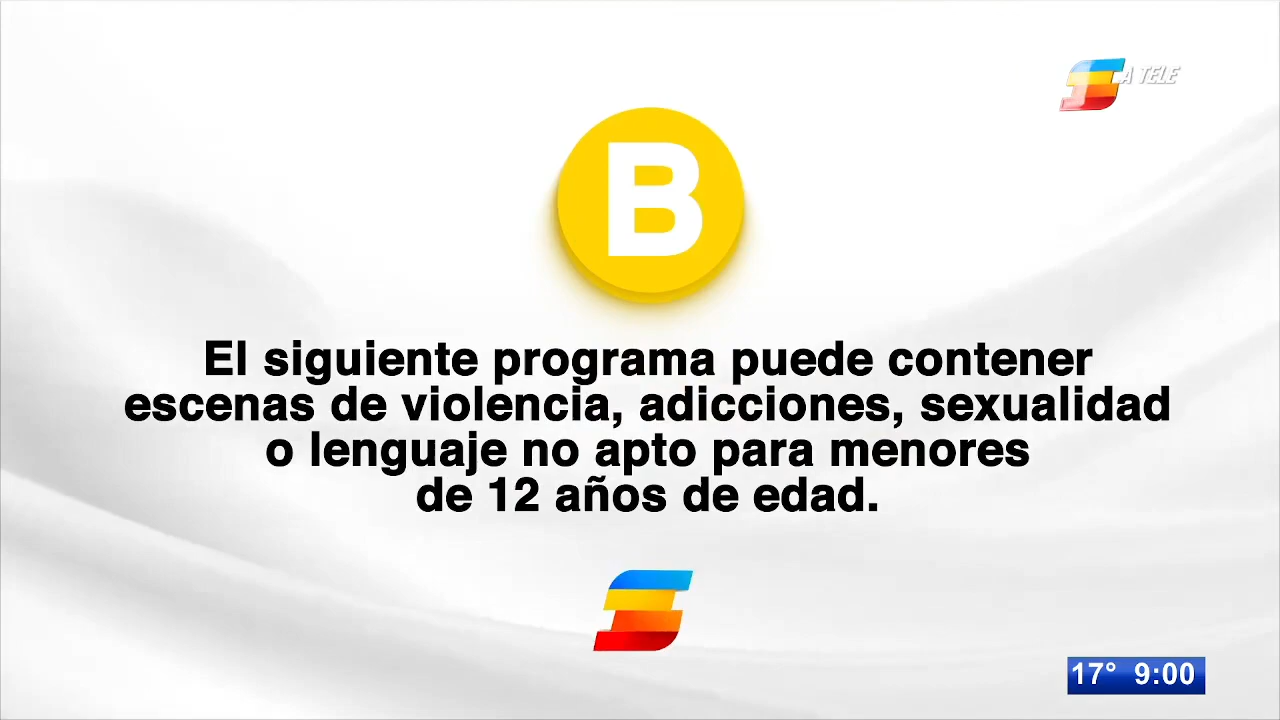 A TELE
B
El siguiente programa puede contener
escenas de violencia, adicciones, sexualidad
o lenguaje no apto para menores
de 12 años de edad.
17° 9:00